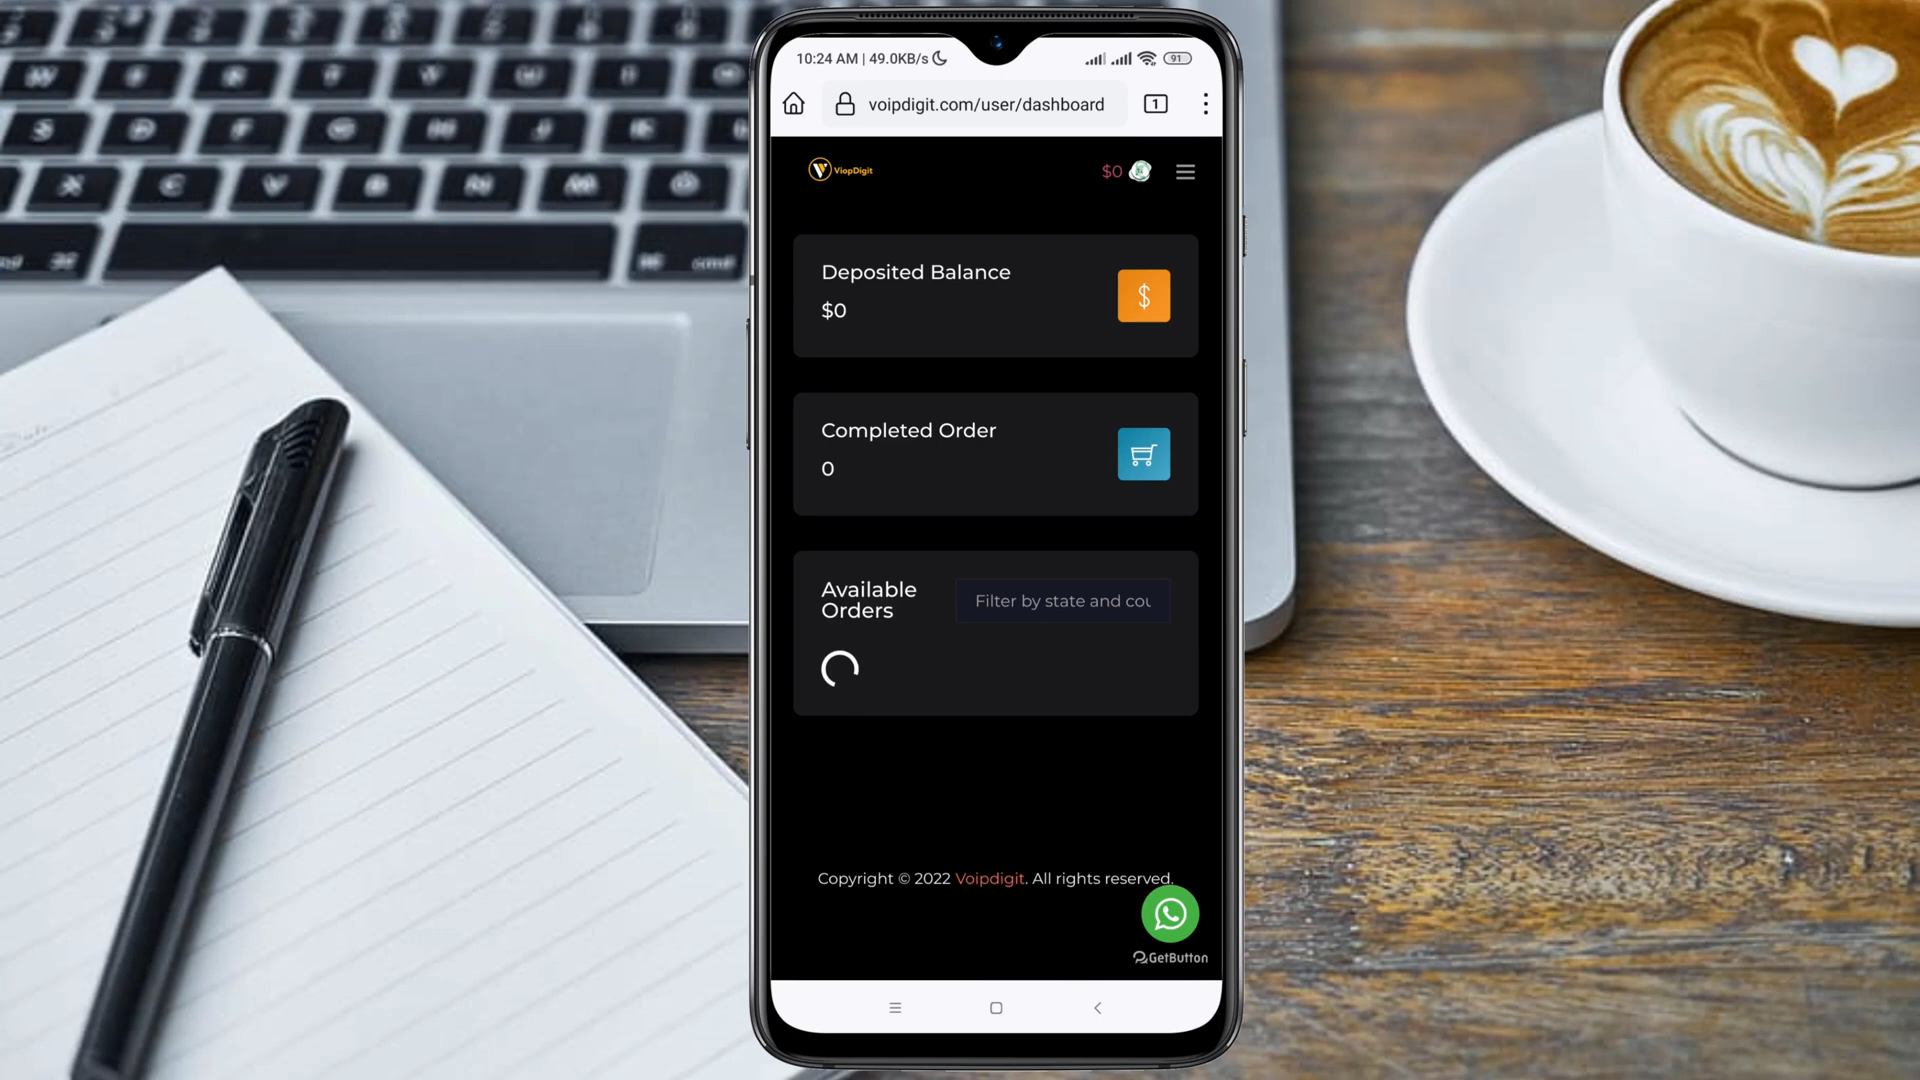 10:24 AM | 49.0KB/s
91
voipdigit.com/user/dashboard
1
ViopDigit
$0
Deposited Balance
$0
$
Completed Order
0
Available
Orders
Filter by state and cou
Copyright © 2022 Voipdigit. All rights reserved.
GetButton